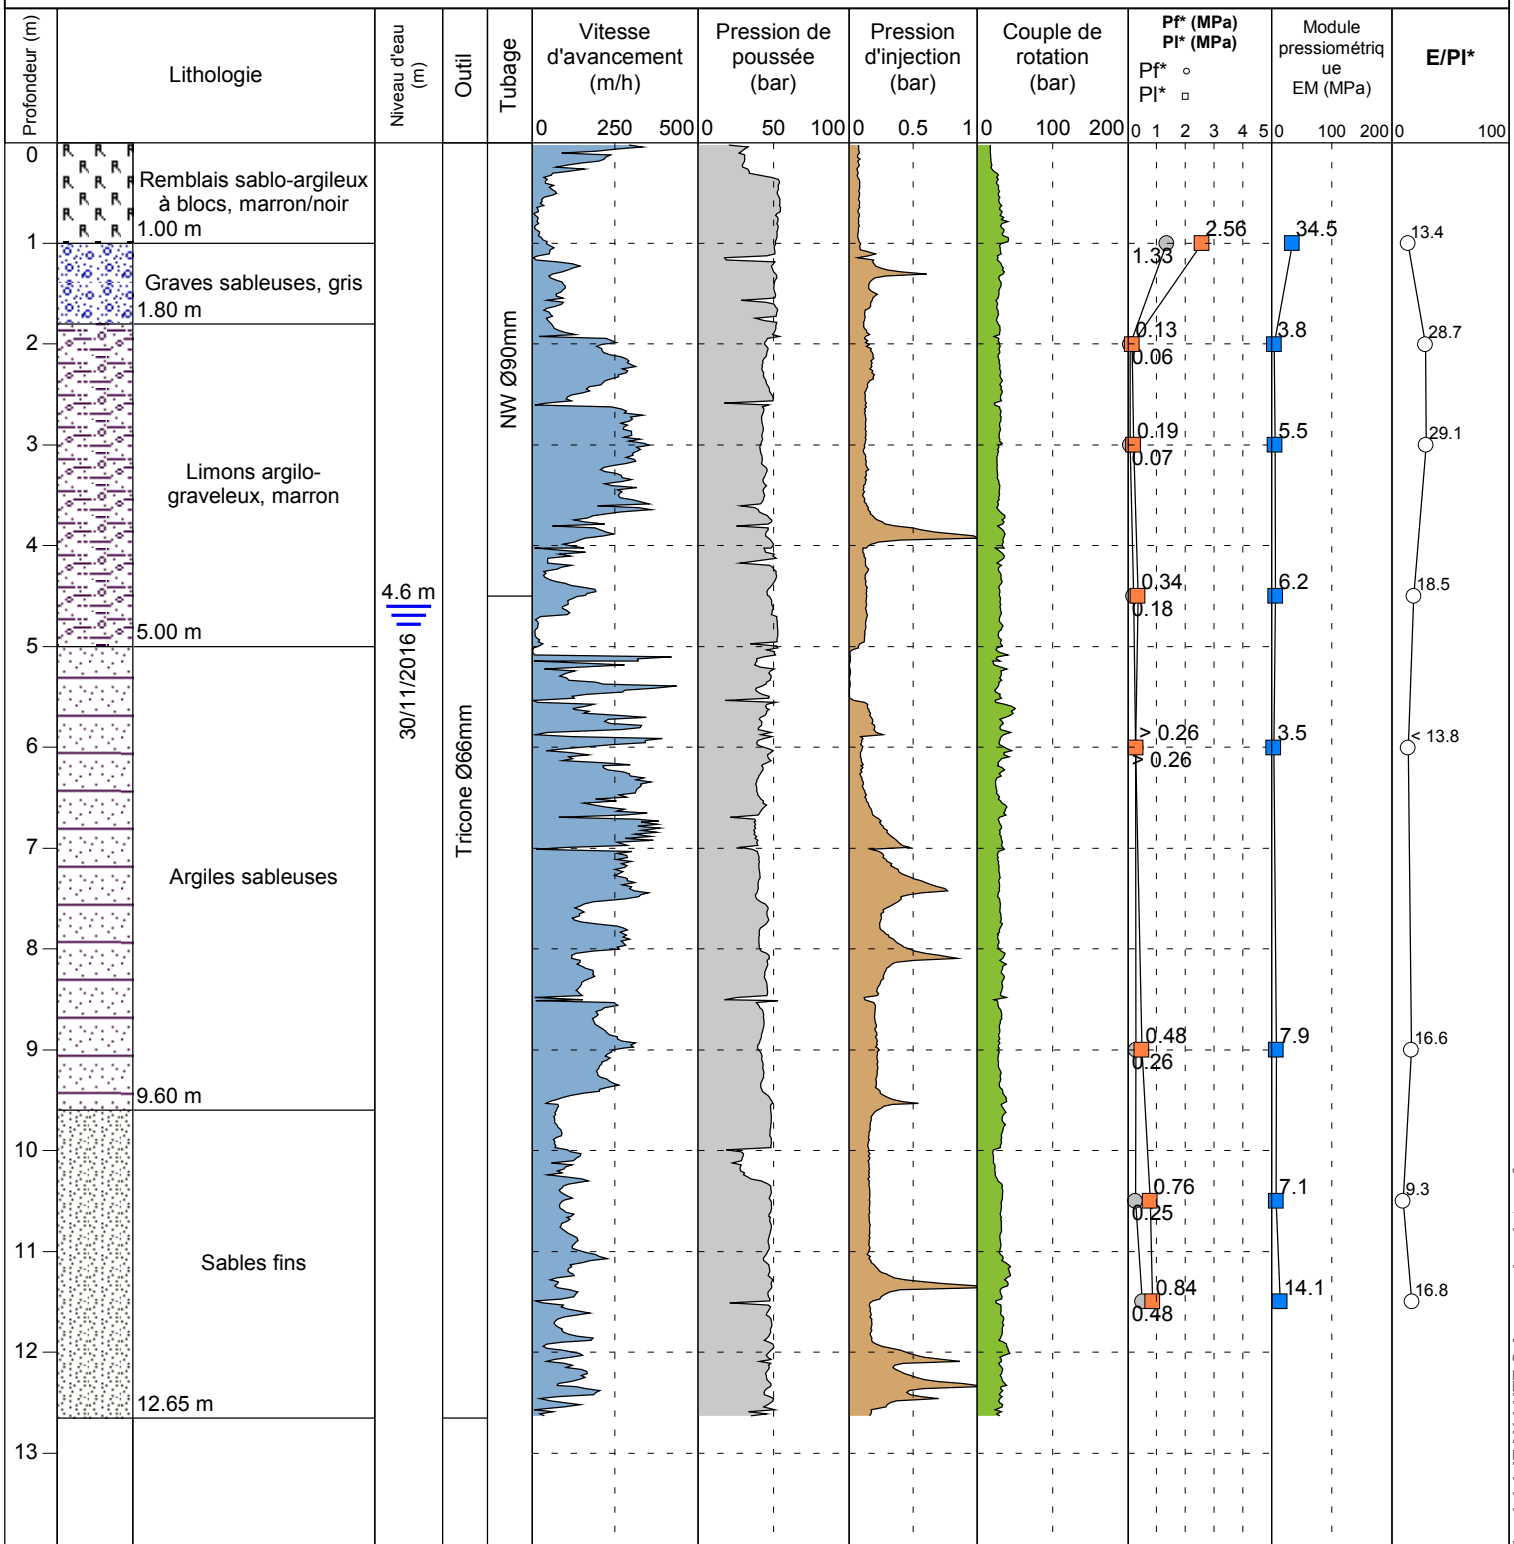 Profondeur (m)
Lithologie
Niveau d'eau
(m)
Outil
Tubage
Vitesse
d'avancement
(m/h)
0 250 500
Pression de
poussée
(bar)
0 50 100
Pression
d'injection
(bar)
0 0.5 1
Couple de
rotation
(bar)
0 100 200
Pf* (MPa)
Pl* (MPa)
Pf*
Pl*
0 1 2 3 4 5
Module
pressiométriq
ue
EM (MPa)
0 100 200
E/Pl*
0 100
0
Remblais sablo-argileux
à blocs, marron/noir
1.00 m
1
2.56
1.33
34.5
13.4
Graves sableuses, gris
1.80 m
2
0.13
0.06
3.8
28.7
NW Ø90mm
3
0.19
0.07
5.5
29.1
Limons argilo-
graveleux, marron
4
4.6 m
30/11/2016
0.34
0.18
6.2
18.5
5.00 m
5
6
> 0.26
> 0.26
3.5
< 13.8
Tricone Ø66mm
7
Argiles sableuses
8
9
0.48
0.26
7.9
16.6
9.60 m
10
0.76
0.25
7.1
9.3
11
Sables fins
0.84
0.48
14.1
16.8
12
12.65 m
13